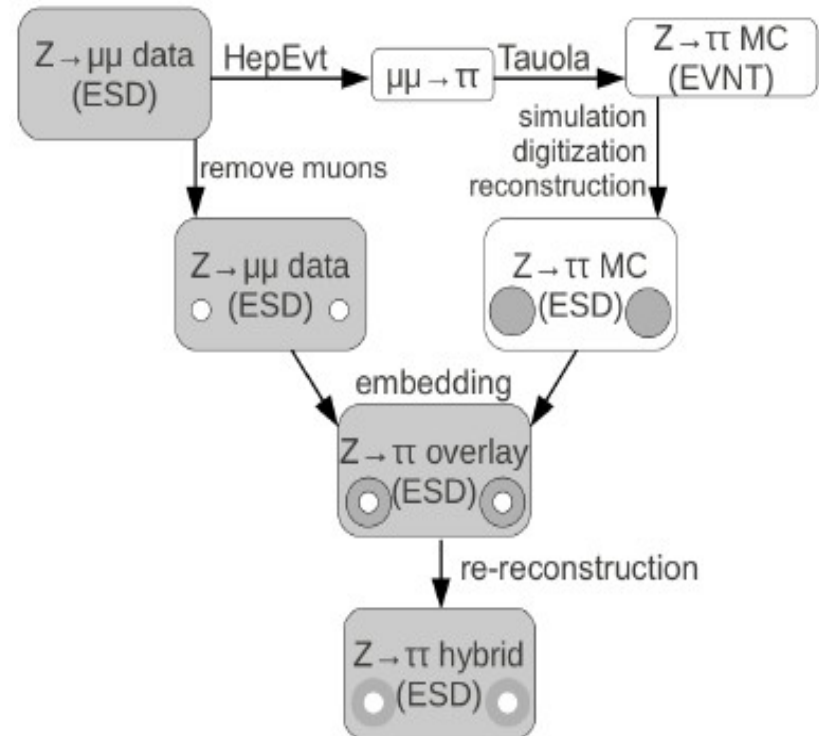 Z→μμ data
(ESD)
HepEvt
μμ→ττ
Tauola
Z→ττ MC
(EVNT)
remove muons
simulation
digitization
reconstruction
Z→μμ data
(ESD)
Z→ττ MC
(ESD)
embedding
Z→ττ overlay
(ESD)
re-reconstruction
Z→ττ hybrid
(ESD)